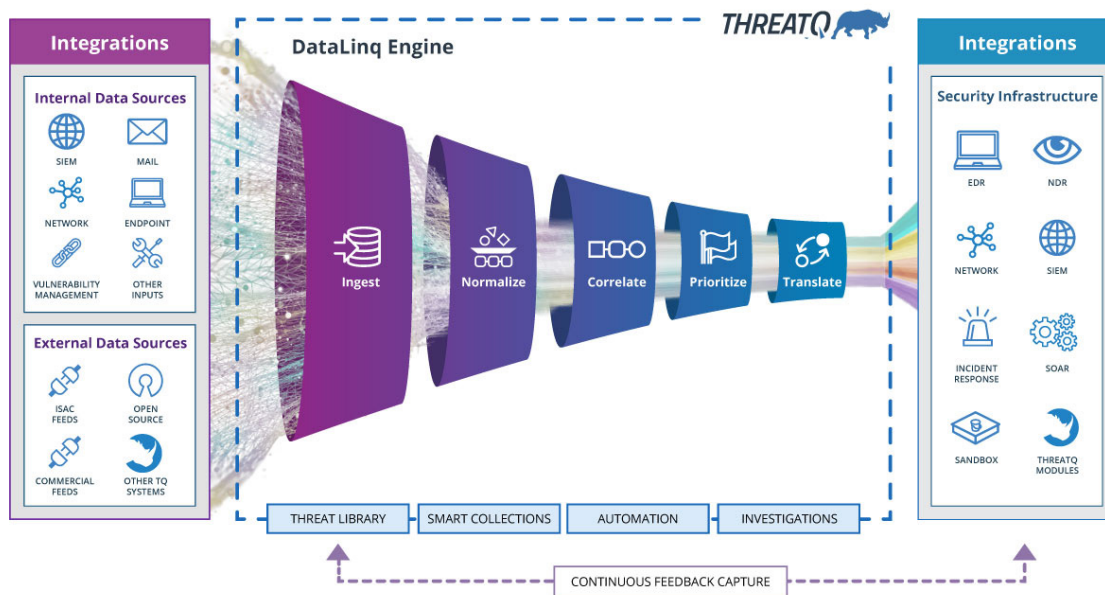 Integrations
Internal Data Sources
SIEM
MAIL
NETWORK
ENDPOINT
VULNERABILITY
MANAGEMENT
OTHER
INPUTS
External Data Sources
ISAC
FEEDS
OPEN
SOURCE
COMMERCIAL
FEEDS
OTHER TQ
SYSTEMS
DataLinq Engine
THREATQ
Ingest
Normalize
Correlate
Prioritize
Translate
THREAT LIBRARY
SMART COLLECTIONS
AUTOMATION
INVESTIGATIONS
CONTINUOUS FEEDBACK CAPTURE
Integrations
Security Infrastructure
EDR
NDR
NETWORK
SIEM
INCIDENT
RESPONSE
SOAR
SANDBOX
THREATQ
MODULES